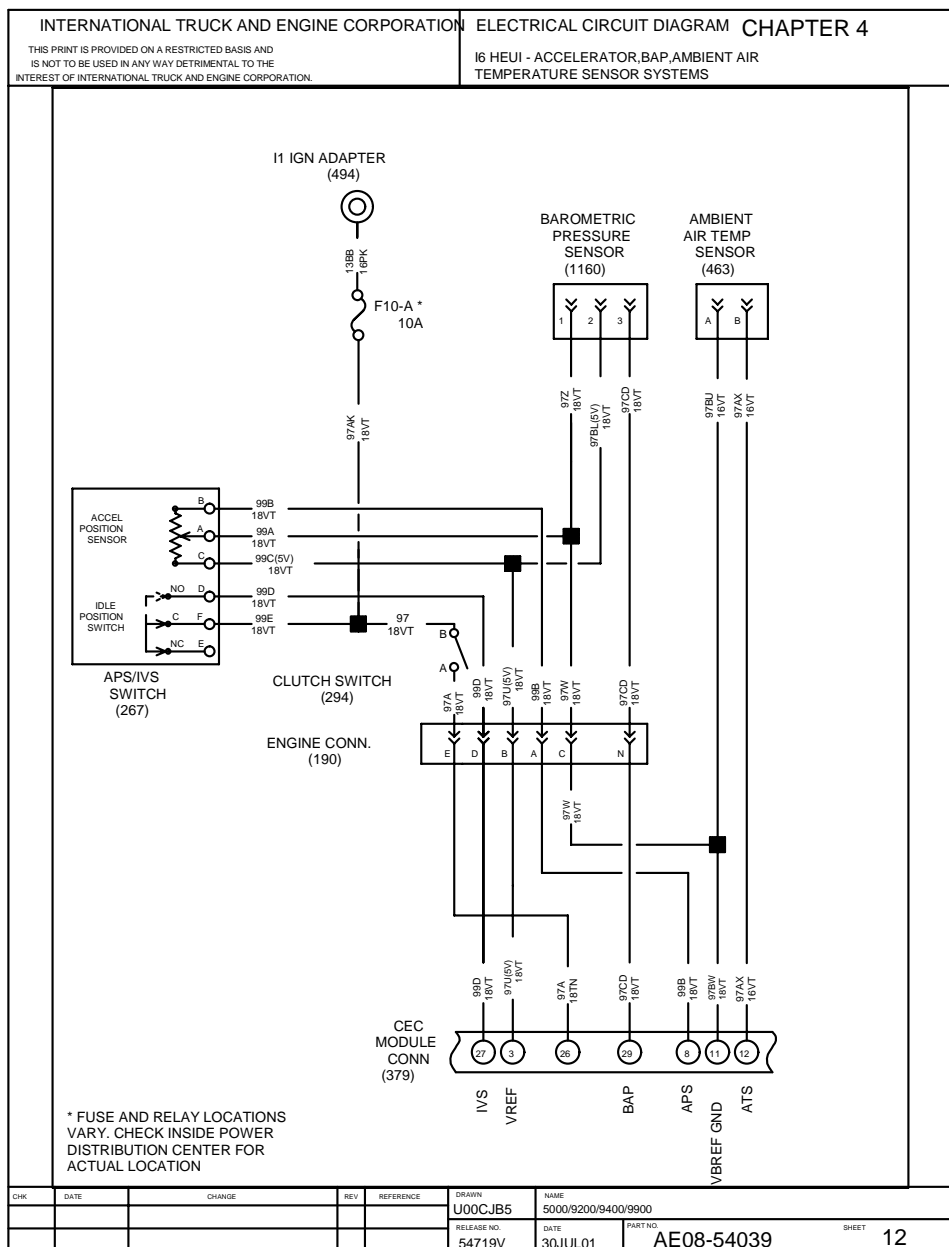 INTERNATIONAL TRUCK AND ENGINE CORPORATION
THIS PRINT IS PROVIDED ON A RESTRICTED BASIS AND
IS NOT TO BE USED IN ANY WAY DETRIMENTAL TO THE
INTEREST OF INTERNATIONAL TRUCK AND ENGINE CORPORATION.
ELECTRICAL CIRCUIT DIAGRAM CHAPTER 4
I6 HEUI - ACCELERATOR,BAP,AMBIENT AIR
TEMPERATURE SENSOR SYSTEMS
I1 IGN ADAPTER
(494)
13BB
16PK
F10-A *
10A
97AK
18VT
BAROMETRIC
PRESSURE
SENSOR
(1160)
1 2 3
AMBIENT
AIR TEMP
SENSOR
(463)
A B
97Z
18VT
97BL(5V)
18VT
97CD
18VT
97BU
16VT
97AX
16VT
ACCEL
POSITION
SENSOR
B
A
C
99B
18VT
99A
18VT
99C(5V)
18VT
IDLE
POSITION
SWITCH
NO D
C F
NC E
99D
18VT
99E
18VT
97
18VT
APS/IVS
SWITCH
(267)
CLUTCH SWITCH
(294)
B
A
97A
18VT
99D
18VT
97U(5V)
18VT
99B
18VT
97W
18VT
97CD
18VT
ENGINE CONN.
(190)
E D B A C N
97W
18VT
99D
18VT
97U(5V)
18VT
97A
18TN
97CD
18VT
99B
18VT
97BW
18VT
97AX
16VT
CEC
MODULE
CONN
(379)
27 3 26 29 8 11 12
IVS
VREF
BAP
APS
VBREF GND
ATS
* FUSE AND RELAY LOCATIONS
VARY. CHECK INSIDE POWER
DISTRIBUTION CENTER FOR
ACTUAL LOCATION
CHK DATE CHANGE REV REFERENCE
DRAWN
U00CJB5
NAME
5000/9200/9400/9900
RELEASE NO.
54719V
DATE
30JUL01
PART NO.
AE08-54039
SHEET
12